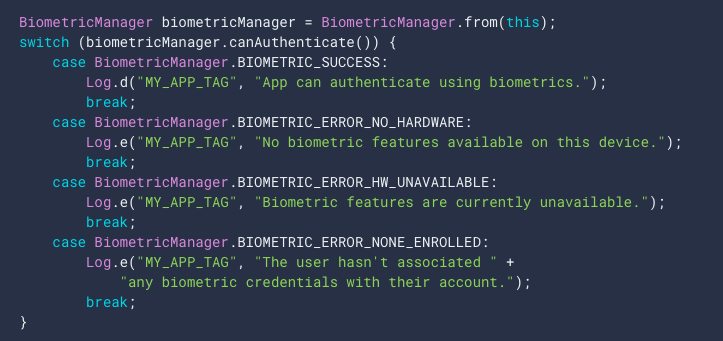 BiometricManager biometricManager = BiometricManager.from(this);
switch (biometricManager.canAuthenticate()) {
    case BiometricManager.BIOMETRIC_SUCCESS:
        Log.d("MY_APP_TAG", "App can authenticate using biometrics.");
        break;
    case BiometricManager.BIOMETRIC_ERROR_NO_HARDWARE:
        Log.e("MY_APP_TAG", "No biometric features available on this device.");
        break;
    case BiometricManager.BIOMETRIC_ERROR_HW_UNAVAILABLE:
        Log.e("MY_APP_TAG", "Biometric features are currently unavailable.");
        break;
    case BiometricManager.BIOMETRIC_ERROR_NONE_ENROLLED:
        Log.e("MY_APP_TAG", "The user hasn't associated " +
            "any biometric credentials with their account.");
        break;
}